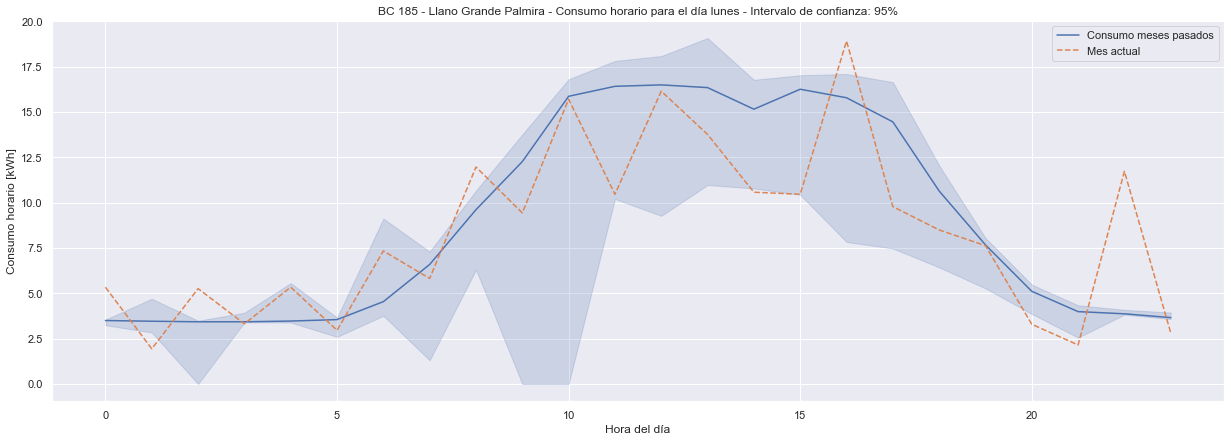 BC 185 - Llano Grande Palmira - Consumo horario para el día lunes - Intervalo de confianza: 95%
Consumo meses pasados
Mes actual
Consumo horario [kWh]
20.0
17.5
15.0
12.5
10.0
7.5
5.0
2.5
0.0
0 5 10 15 20
Hora del día